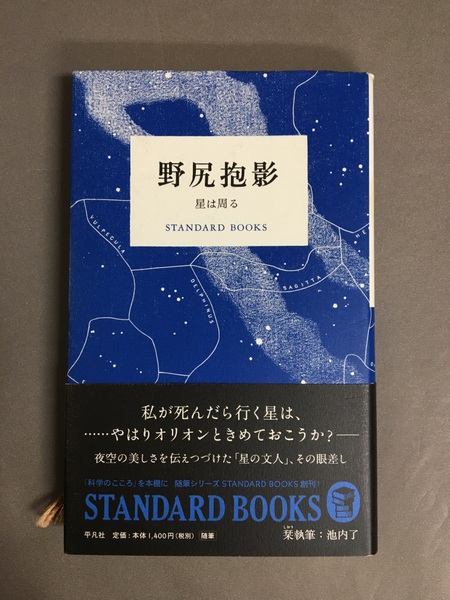 野尻抱影
星は周る
STANDARD BOOKS
VULPECULA
DELPHINUS
SAGITTA
HE
私が死んだら行く星は、
……やはりオリオンときめておこうか？──
夜空の美しさを伝えつづけた「星の文人」、その眼差し
「科学のこころ」を本棚に 随筆シリーズ STANDARD BOOKS 創刊！
STANDARD BOOKS
平凡社 定価：本体1,400円（税別） 随筆
しおり
栞執筆：池内了